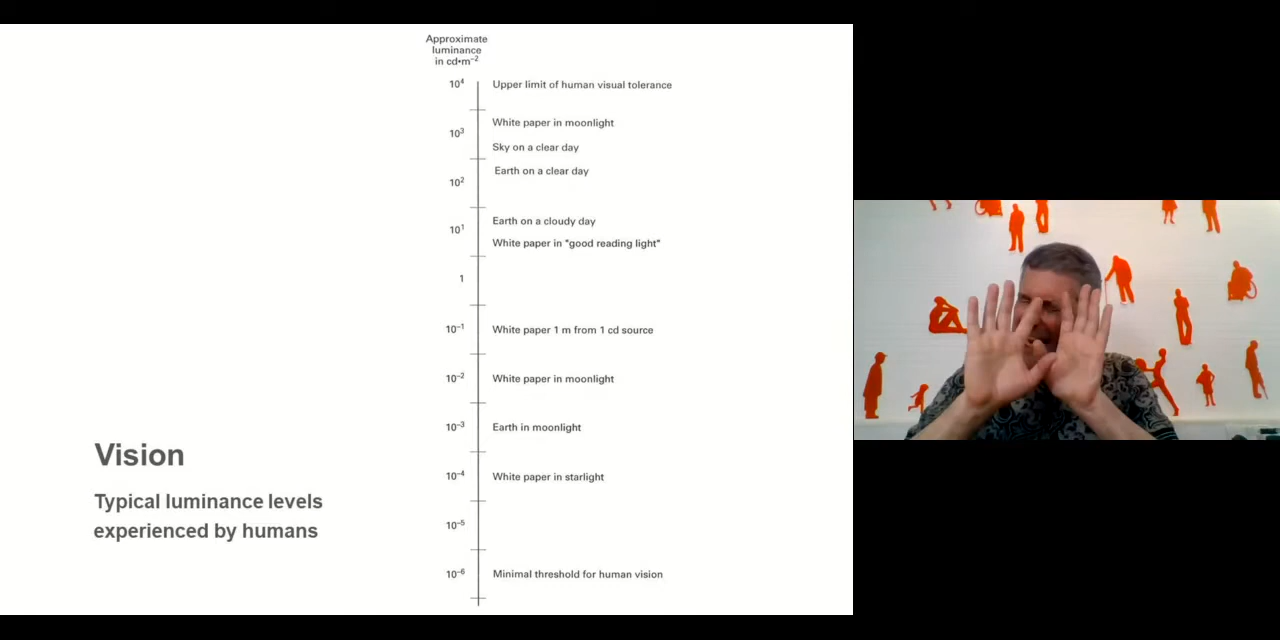 Approximate
luminance
in cd•m⁻²
10⁴ Upper limit of human visual tolerance
White paper in moonlight
10³
Sky on a clear day
Earth on a clear day
10²
Earth on a cloudy day
10¹
White paper in "good reading light"
1
10⁻¹ White paper 1 m from 1 cd source
10⁻² White paper in moonlight
10⁻³ Earth in moonlight
10⁻⁴ White paper in starlight
10⁻⁵
10⁻⁶ Minimal threshold for human vision
Vision
Typical luminance levels
experienced by humans